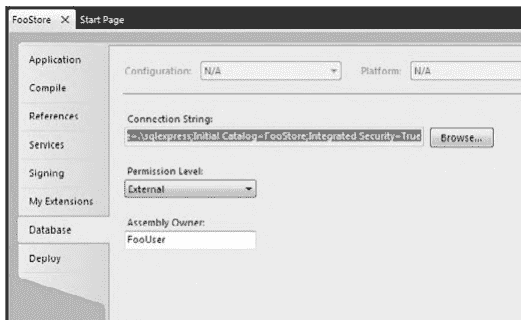 FooStore Start Page
Application
Compile
References
Services
Signing
My Extensions
Database
Deploy
Configuration: N/A Platform: N/A
Connection String:
e=.\sqlexpress;Initial Catalog=FooStore;Integrated Security=True Browse...
Permission Level:
External
Assembly Owner:
FooUser